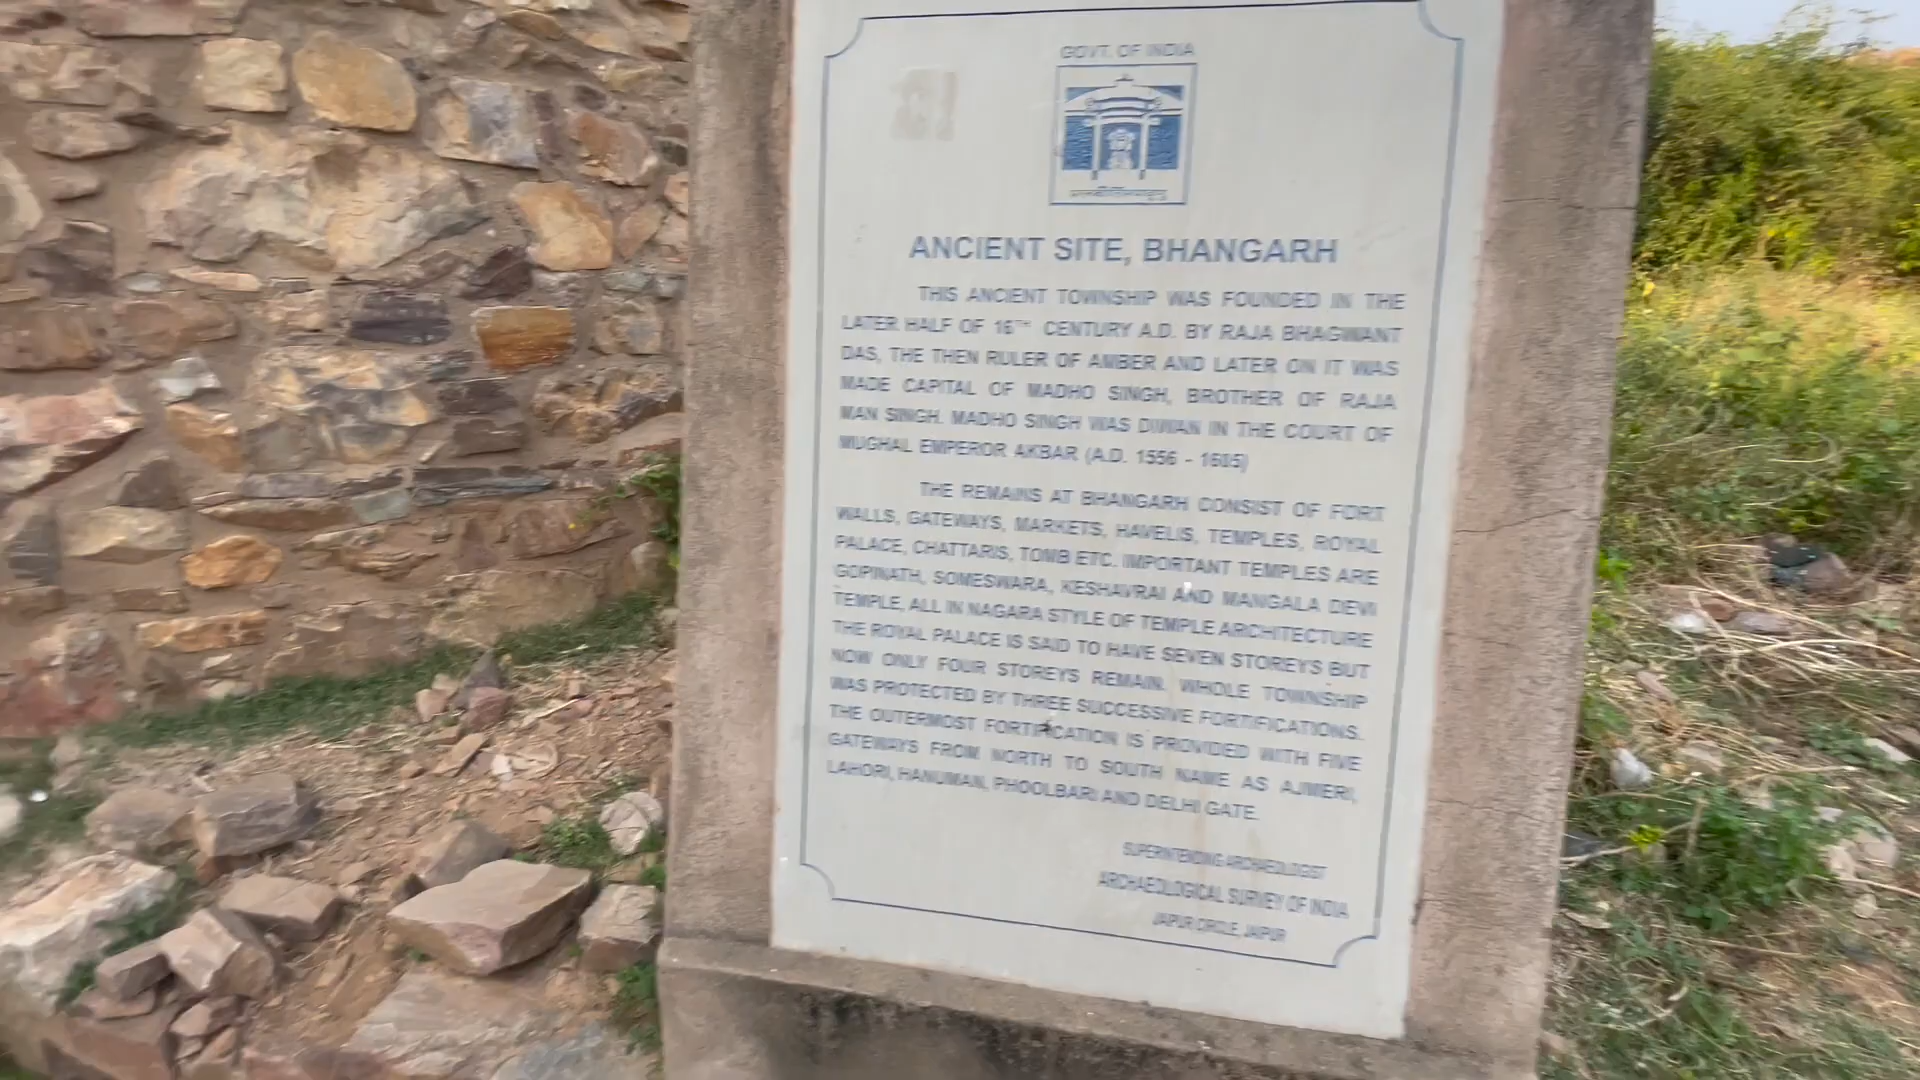 GOVT. OF INDIA
ANCIENT SITE, BHANGARH
THIS ANCIENT TOWNSHIP WAS FOUNDED IN THE
LATER HALF OF 16TH CENTURY A.D. BY RAJA BHAGWANT
DAS, THE THEN RULER OF AMBER AND LATER ON IT WAS
MADE CAPITAL OF MADHO SINGH, BROTHER OF RAJA
MAN SINGH. MADHO SINGH WAS DIWAN IN THE COURT OF
MUGHAL EMPEROR AKBAR (A.D. 1556 - 1605)
THE REMAINS AT BHANGARH CONSIST OF FORT
WALLS, GATEWAYS, MARKETS, HAVELIS, TEMPLES, ROYAL
PALACE, CHATTARIS, TOMB ETC. IMPORTANT TEMPLES ARE
GOPINATH, SOMESWARA, KESHAVRAI AND MANGALA DEVI
TEMPLE, ALL IN NAGARA STYLE OF TEMPLE ARCHITECTURE
THE ROYAL PALACE IS SAID TO HAVE SEVEN STOREYS BUT
NOW ONLY FOUR STOREYS REMAIN. WHOLE TOWNSHIP
WAS PROTECTED BY THREE SUCCESSIVE FORTIFICATIONS.
THE OUTERMOST FORTIFICATION IS PROVIDED WITH FIVE
GATEWAYS FROM NORTH TO SOUTH NAME AS AJMERI,
LAHORI, HANUMAN, PHOOLBARI AND DELHI GATE.
SUPERINTENDING ARCHAEOLOGIST
ARCHAEOLOGICAL SURVEY OF INDIA
JAIPUR CIRCLE, JAIPUR